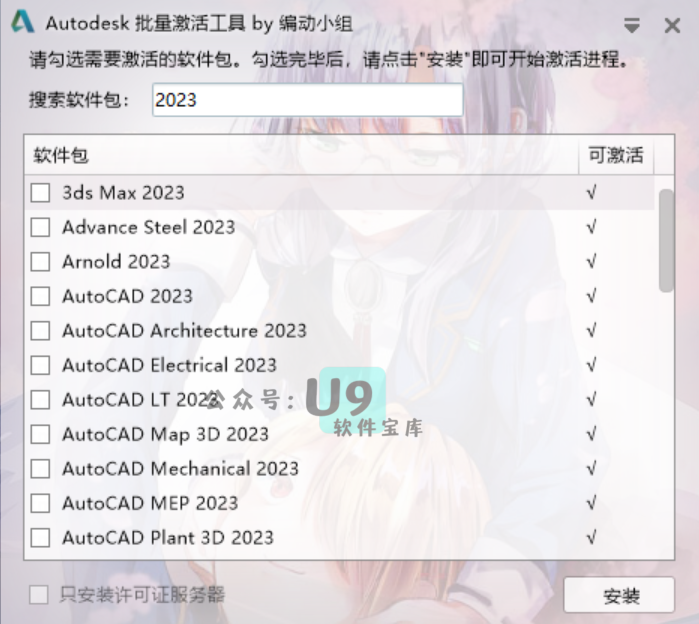 Autodesk 批量激活工具 by 编动小组
请勾选需要激活的软件包。勾选完毕后，请点击"安装"即可开始激活进程。
搜索软件包： 2023
软件包 可激活
3ds Max 2023 √
Advance Steel 2023 √
Arnold 2023 √
AutoCAD 2023 √
AutoCAD Architecture 2023 √
AutoCAD Electrical 2023 √
AutoCAD LT 2023 √
公众号: U9
软件宝库
AutoCAD Map 3D 2023 √
AutoCAD Mechanical 2023 √
AutoCAD MEP 2023 √
AutoCAD Plant 3D 2023 √
只安装许可证服务器 安装